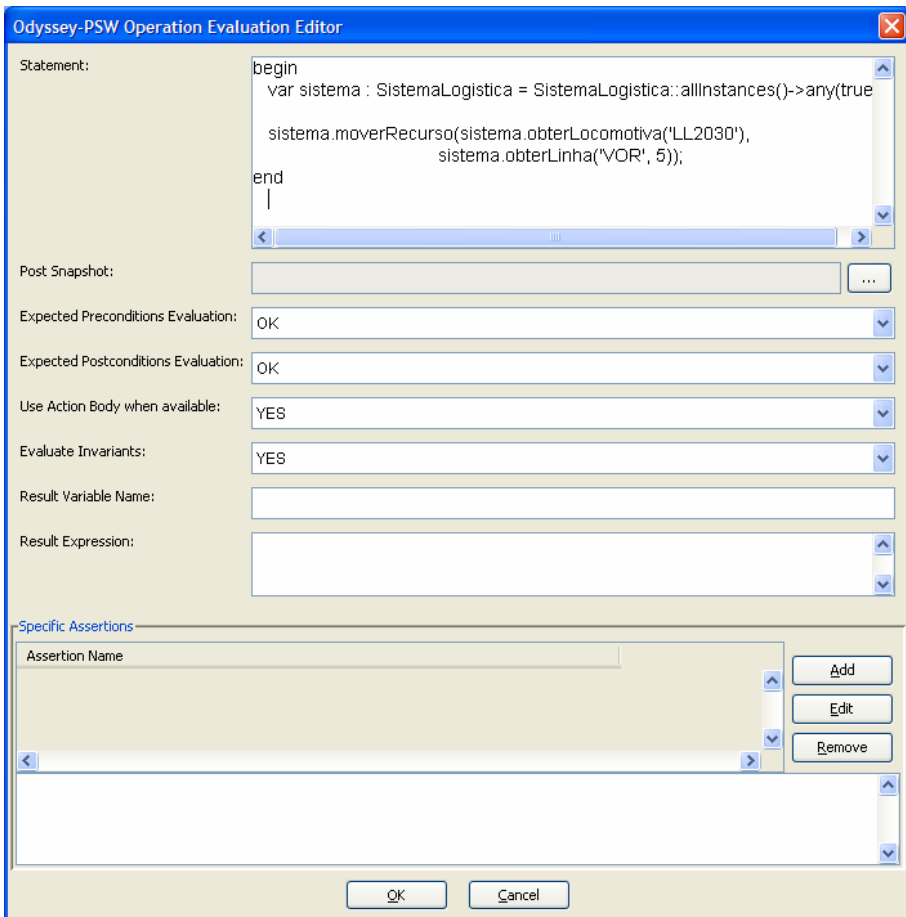 Odyssey-PSW Operation Evaluation Editor
Statement:
begin
var sistema : SistemaLogistica = SistemaLogistica::allInstances()->any(true
sistema.moverRecurso(sistema.obterLocomotiva('LL2030'),
sistema.obterLinha('VOR', 5));
end
Post Snapshot:
...
Expected Preconditions Evaluation:
OK
Expected Postconditions Evaluation:
OK
Use Action Body when available:
YES
Evaluate Invariants:
YES
Result Variable Name:
Result Expression:
Specific Assertions
Assertion Name
Add
Edit
Remove
OK
Cancel